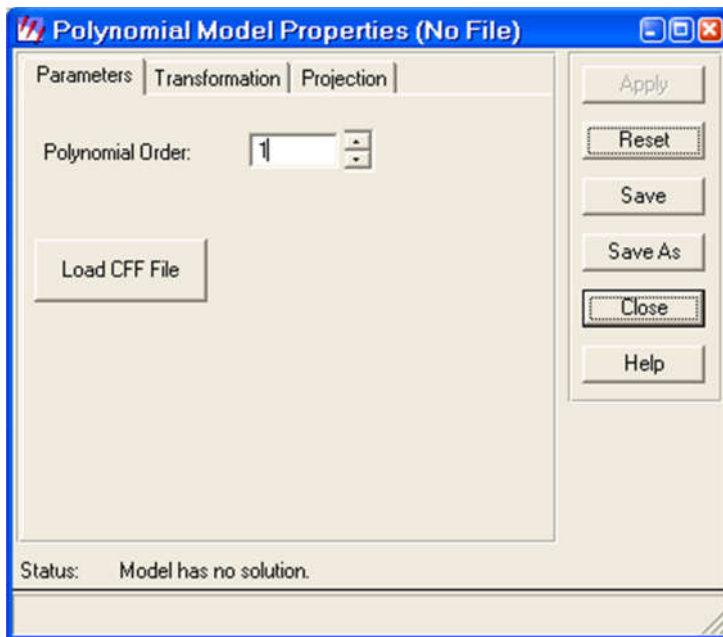 Polynomial Model Properties (No File)
Parameters Transformation Projection
Polynomial Order: 1
Load CFF File
Apply
Reset
Save
Save As
Close
Help
Status: Model has no solution.